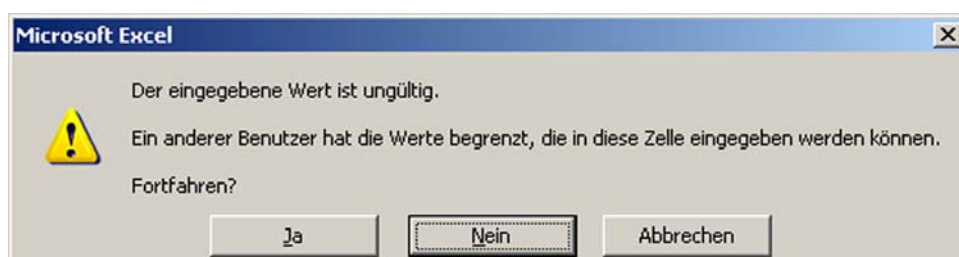 Microsoft Excel
Der eingegebene Wert ist ungültig.
Ein anderer Benutzer hat die Werte begrenzt, die in diese Zelle eingegeben werden können.
Fortfahren?
Ja Nein Abbrechen